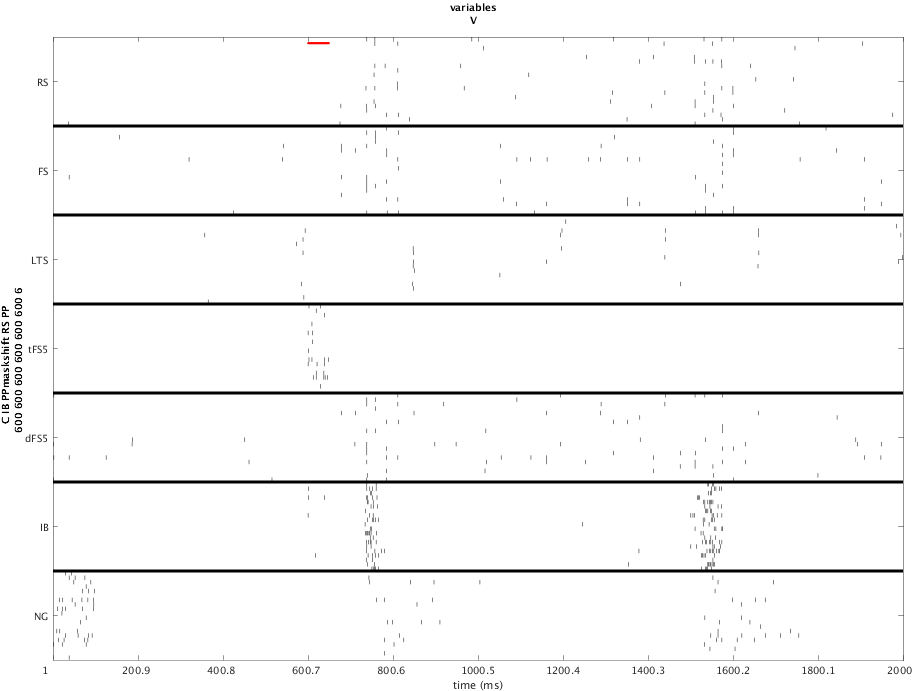 variables
V
C IB PPmaskshift RS PP
600 600 600 600 600 600 600 6
RS
FS
LTS
tFS5
dFS5
IB
NG
1 200.9 400.8 600.7 800.6 1000.5 1200.4 1400.3 1600.2 1800.1 2000
time (ms)